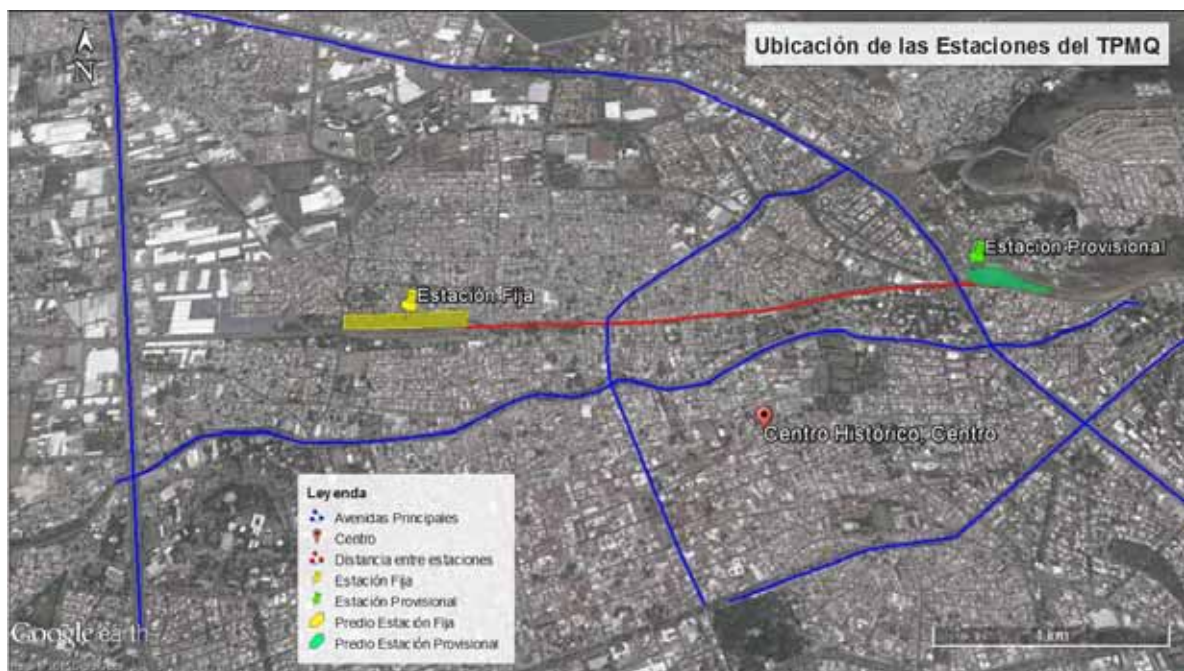 Ubicación de las Estaciones del TPMQ
N
Estación Provisional
Estación Fija
Centro Histórico, Centro
Leyenda
Avenidas Principales
Centro
Distancia entre estaciones
Estación Fija
Estación Provisional
Predio Estación Fija
Predio Estación Provisional
Google earth
1 km